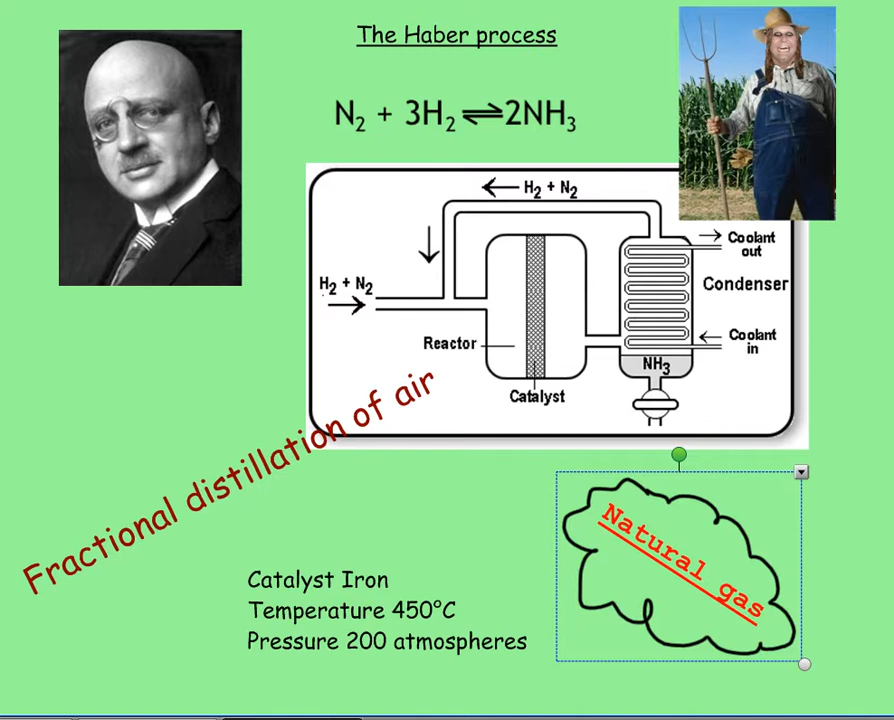 The Haber process
N₂ + 3H₂ ⇌ 2NH₃
H₂ + N₂
Coolant
out
H₂ + N₂
Condenser
Coolant
in
Reactor
NH₃
Catalyst
Fractional distillation of air
Natural gas
Catalyst Iron
Temperature 450°C
Pressure 200 atmospheres